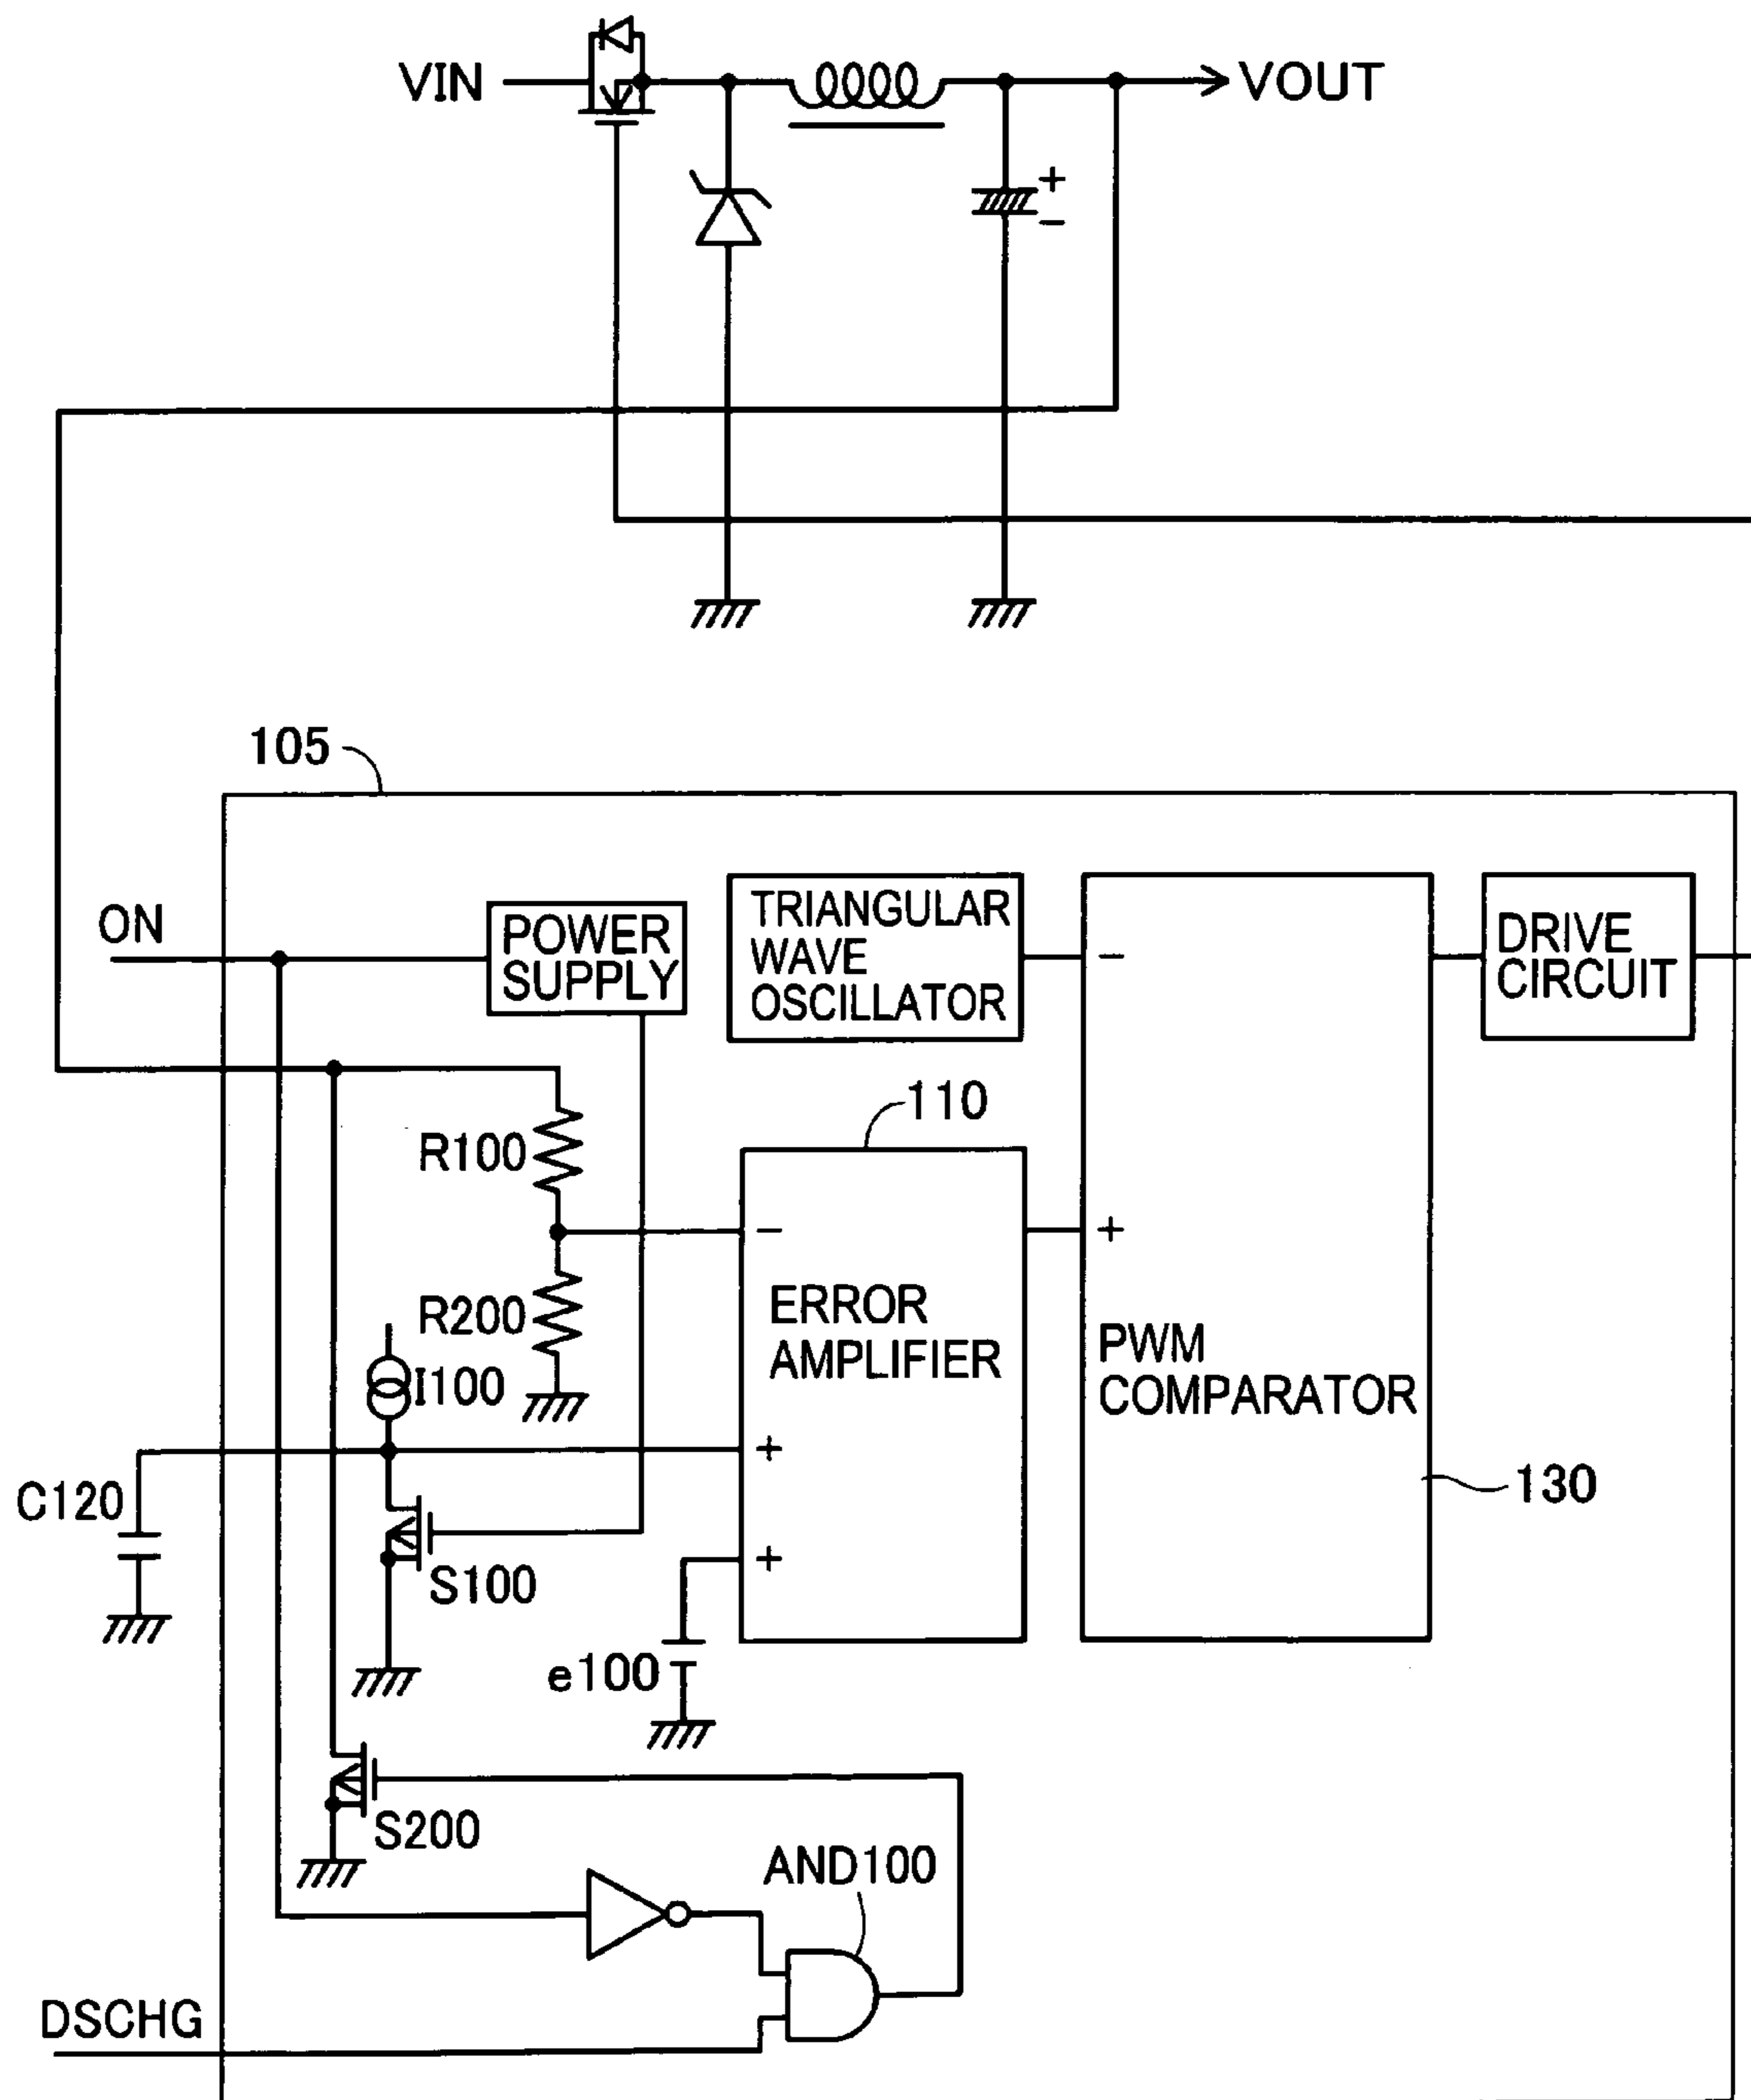 VIN
VOUT
+
−
105
ON
POWER
SUPPLY
TRIANGULAR
WAVE
OSCILLATOR
−
DRIVE
CIRCUIT
110
R100
−
+
R200
ERROR
AMPLIFIER
PWM
COMPARATOR
I100
+
C120
130
S100
+
e100
S200
AND100
DSCHG